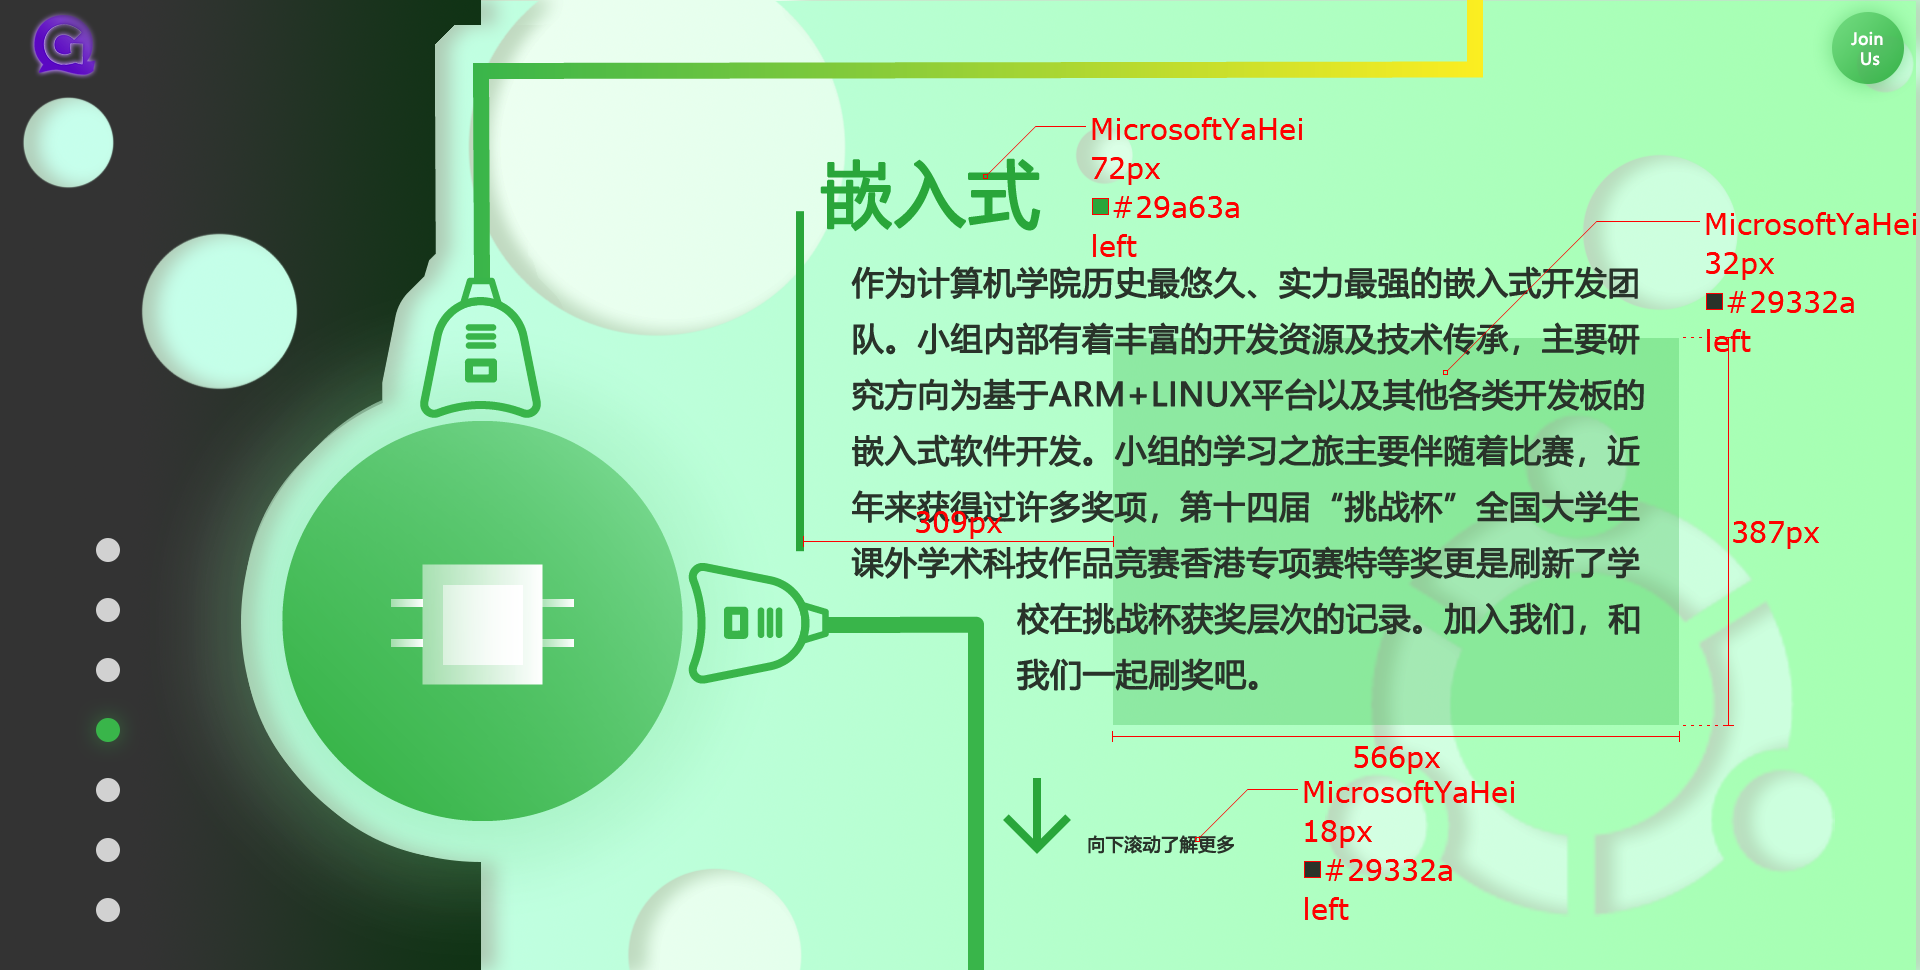 G
Join
Us
MicrosoftYaHei
72px
#29a63a
left
嵌入式
MicrosoftYaHei
32px
#29332a
left
作为计算机学院历史最悠久、实力最强的嵌入式开发团
队。小组内部有着丰富的开发资源及技术传承，主要研
究方向为基于ARM+LINUX平台以及其他各类开发板的
嵌入式软件开发。小组的学习之旅主要伴随着比赛，近
年来获得过许多奖项，第十四届“挑战杯”全国大学生
309px
387px
课外学术科技作品竞赛香港专项赛特等奖更是刷新了学
校在挑战杯获奖层次的记录。加入我们，和
我们一起刷奖吧。
566px
MicrosoftYaHei
18px
#29332a
left
向下滚动了解更多